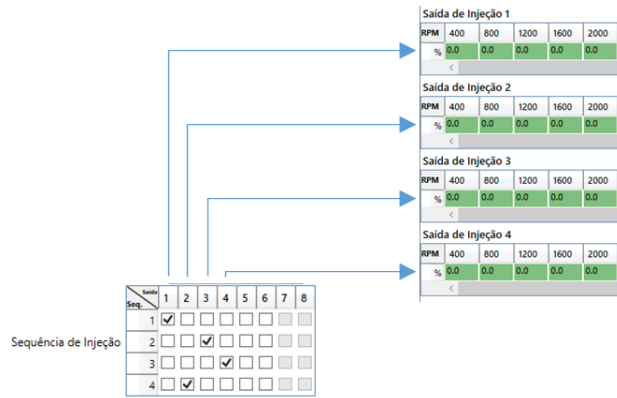 Saída de Injeção 1
RPM 400 800 1200 1600 2000
% 0.0 0.0 0.0 0.0 0.0
Saída de Injeção 2
RPM 400 800 1200 1600 2000
% 0.0 0.0 0.0 0.0 0.0
Saída de Injeção 3
RPM 400 800 1200 1600 2000
% 0.0 0.0 0.0 0.0 0.0
Saída de Injeção 4
RPM 400 800 1200 1600 2000
% 0.0 0.0 0.0 0.0 0.0
Saída 1 2 3 4 5 6 7 8
Seq.
1
Sequência de Injeção 2
3
4